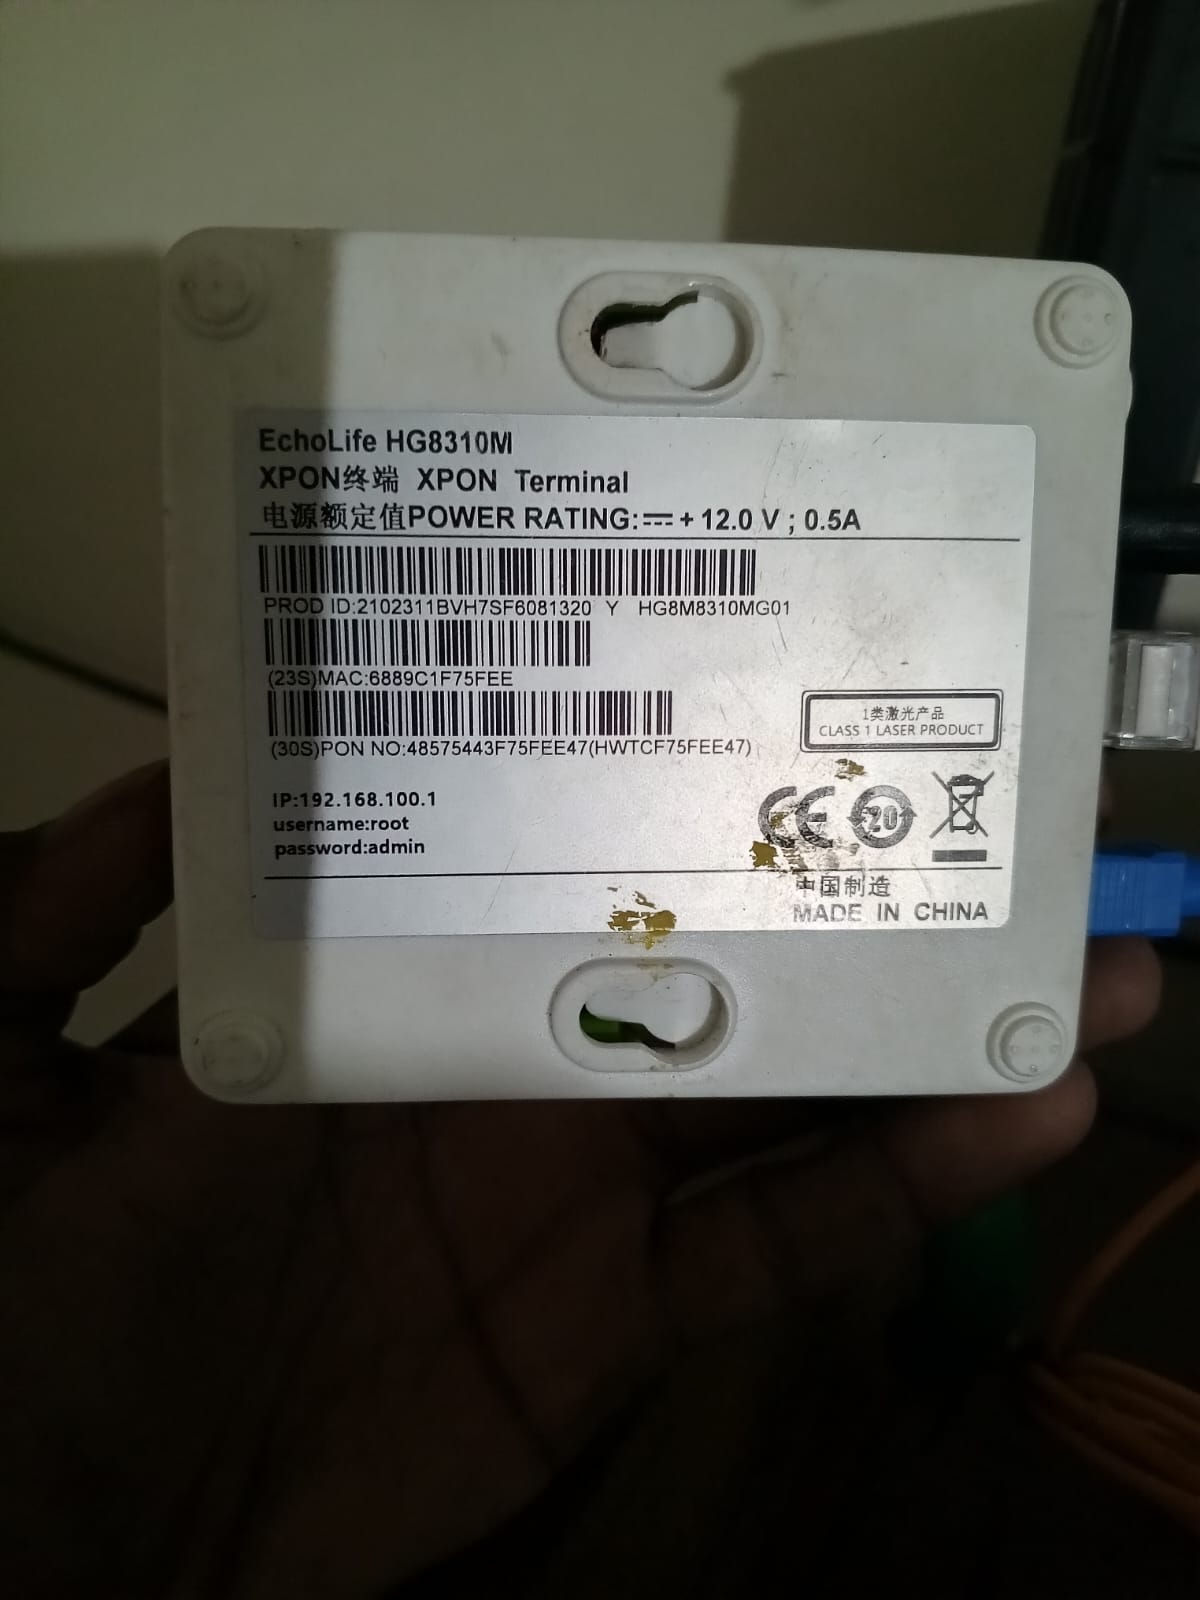 EchoLife HG8310M
XPON终端 XPON Terminal
电源额定值POWER RATING:⎓+12.0 V ; 0.5A
PROD ID:2102311BVH7SF6081320 Y HG8M8310MG01
(23S)MAC:6889C1F75FEE
(30S)PON NO:48575443F75FEE47(HWTCF75FEE47)
1类激光产品
CLASS 1 LASER PRODUCT
IP:192.168.100.1
username:root
password:admin
CE 20
中国制造
MADE IN CHINA